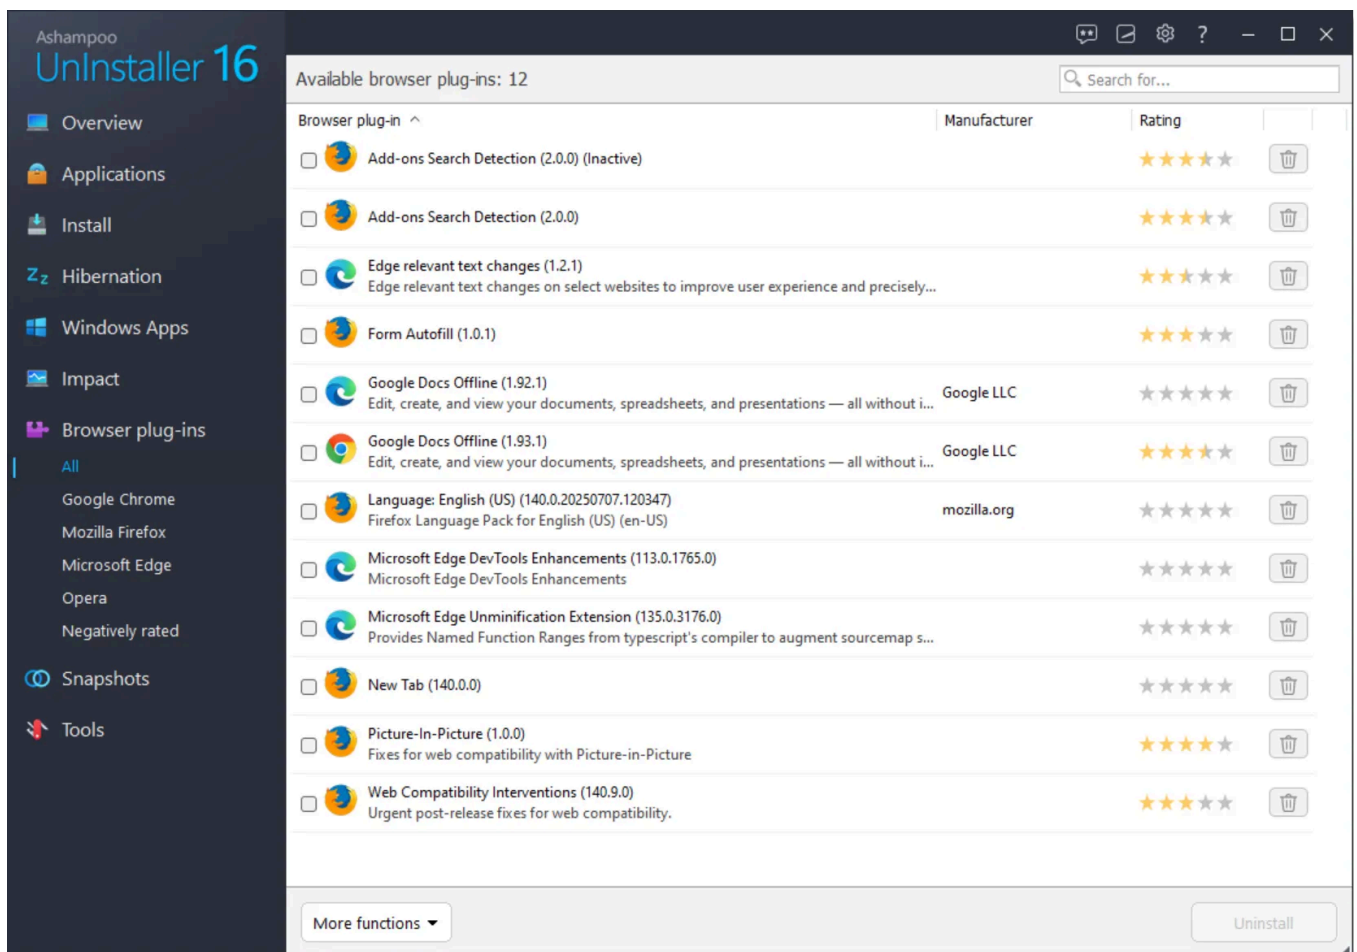 Ashampoo
UnInstaller 16
Overview
Applications
Install
Zz Hibernation
Windows Apps
Impact
Browser plug-ins
All
Google Chrome
Mozilla Firefox
Microsoft Edge
Opera
Negatively rated
Snapshots
Tools
?
Available browser plug-ins: 12
Search for...
Browser plug-in Manufacturer Rating
Add-ons Search Detection (2.0.0) (Inactive)
Add-ons Search Detection (2.0.0)
Edge relevant text changes (1.2.1)
Edge relevant text changes on select websites to improve user experience and precisely...
Form Autofill (1.0.1)
Google Docs Offline (1.92.1)
Edit, create, and view your documents, spreadsheets, and presentations — all without i...
Google LLC
Google Docs Offline (1.93.1)
Edit, create, and view your documents, spreadsheets, and presentations — all without i...
Google LLC
Language: English (US) (140.0.20250707.120347)
Firefox Language Pack for English (US) (en-US)
mozilla.org
Microsoft Edge DevTools Enhancements (113.0.1765.0)
Microsoft Edge DevTools Enhancements
Microsoft Edge Unminification Extension (135.0.3176.0)
Provides Named Function Ranges from typescript's compiler to augment sourcemap s...
New Tab (140.0.0)
Picture-In-Picture (1.0.0)
Fixes for web compatibility with Picture-in-Picture
Web Compatibility Interventions (140.9.0)
Urgent post-release fixes for web compatibility.
More functions
Uninstall